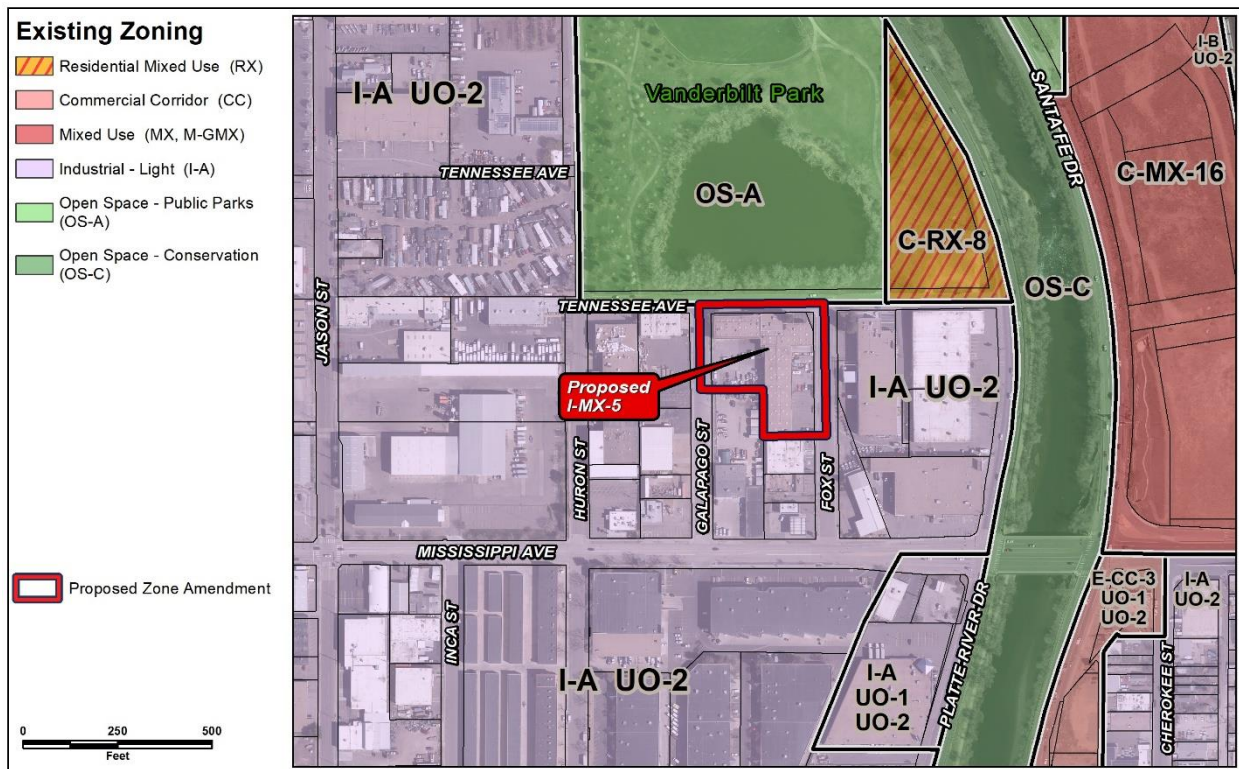 Existing Zoning
Residential Mixed Use (RX)
Commercial Corridor (CC)
Mixed Use (MX, M-GMX)
Industrial - Light (I-A)
Open Space - Public Parks
(OS-A)
Open Space - Conservation
(OS-C)
Proposed Zone Amendment
0 250 500
Feet
I-A UO-2
Vanderbilt Park
I-B
UO-2
SANTA FE DR
C-MX-16
TENNESSEE AVE
OS-A
C-RX-8
OS-C
JASON ST
TENNESSEE AVE
Proposed
I-MX-5
I-A UO-2
HURON ST
GALAPAGO ST
FOX ST
MISSISSIPPI AVE
INCA ST
I-A UO-2
I-A
UO-1
UO-2
PLATTE RIVER DR
E-CC-3
UO-1
UO-2
I-A
UO-2
CHEROKEE ST